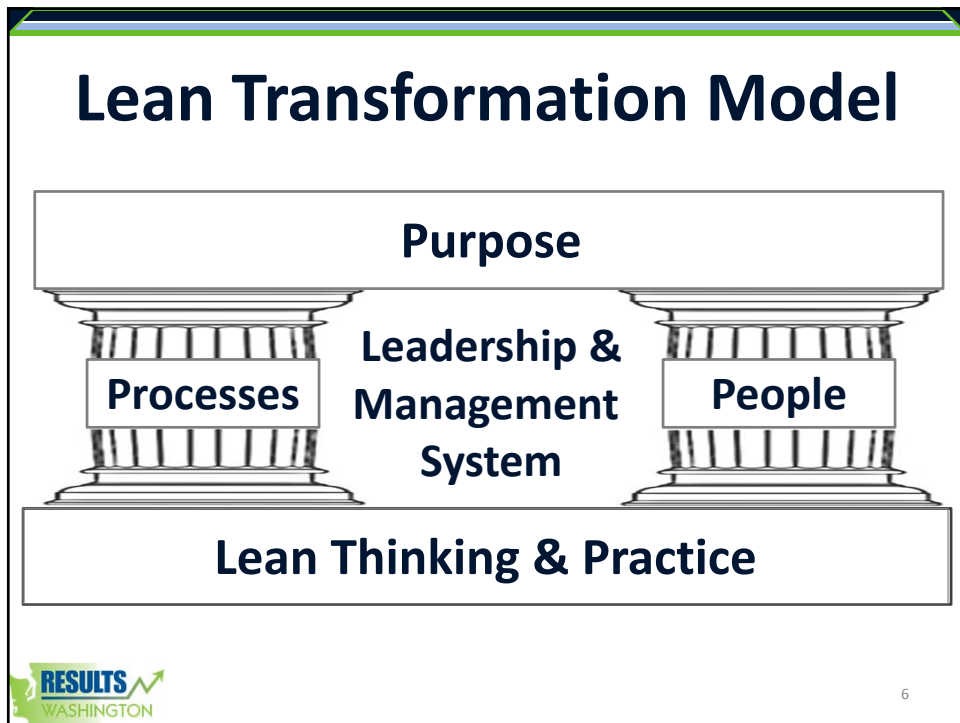 Lean Transformation Model
Purpose
Processes
Leadership &
Management
System
People
Lean Thinking & Practice
RESULTS
WASHINGTON
6